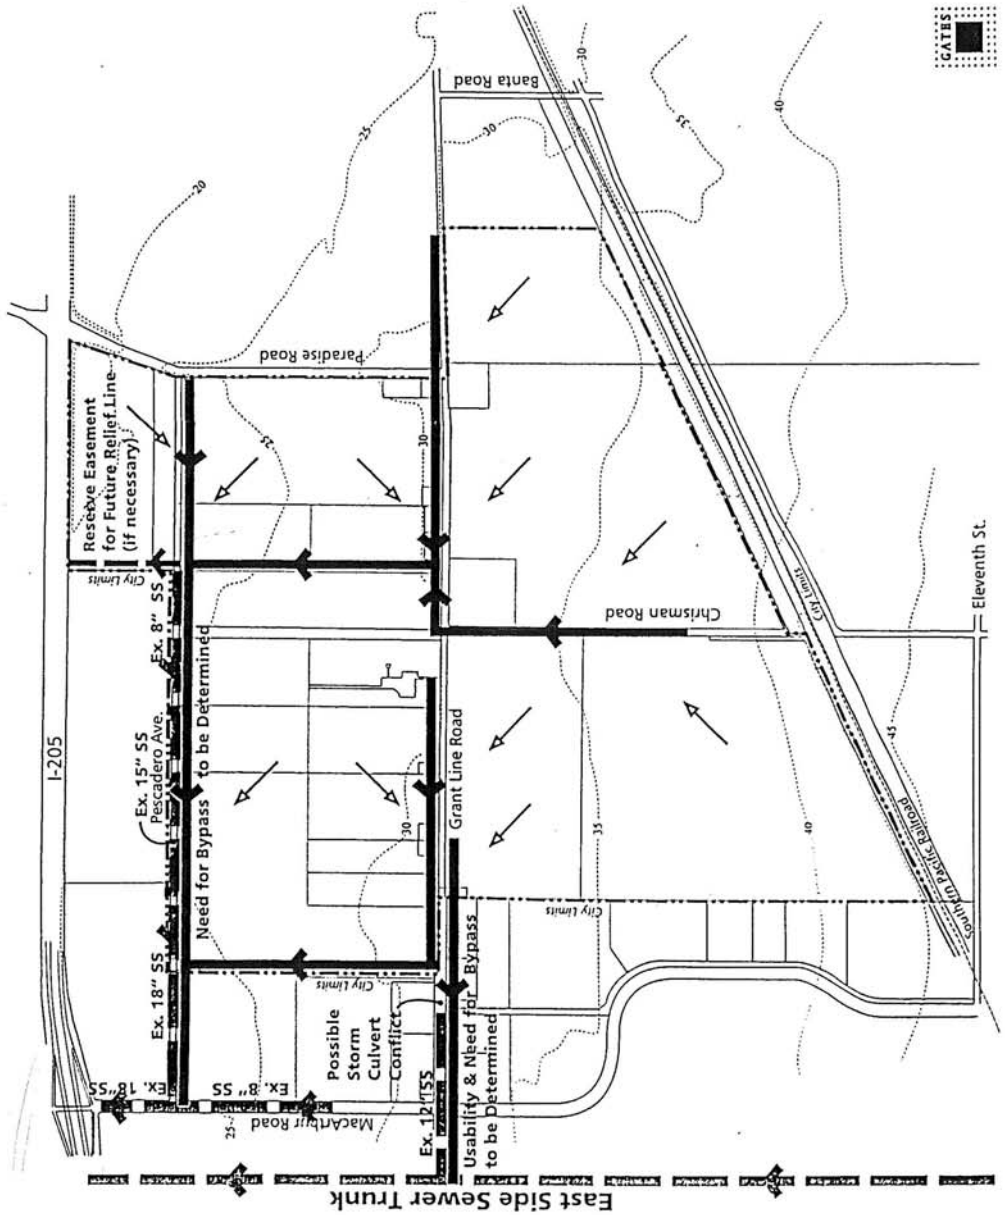 GATES
Banta Road
30
25
20
30
35
40
Reserve Easement
for Future Relief Line
(if necessary)
Paradise Road
25
30
City Limits
Ex. 8" SS
Chrisman Road
City Limits
Eleventh St.
I-205
Ex. 15" SS
Pescadero Ave.
Need for Bypass to be Determined
Grant Line Road
30
35
40
45
Southern Pacific Railroad
Ex. 18" SS
City Limits
City Limits
Possible
Storm
Culvert
Conflict
Usability & Need for Bypass
to be Determined
Ex. 18" SS
Ex. 8" SS
25
MacArthur Road
Ex. 12" SS
East Side Sewer Trunk